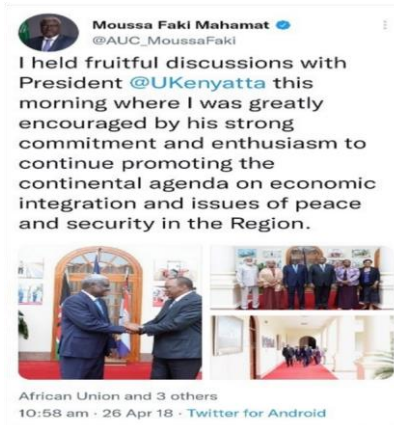 Moussa Faki Mahamat
@AUC_MoussaFaki
I held fruitful discussions with
President @UKenyatta this
morning where I was greatly
encouraged by his strong
commitment and enthusiasm to
continue promoting the
continental agenda on economic
integration and issues of peace
and security in the Region.
African Union and 3 others
10:58 am · 26 Apr 18 · Twitter for Android